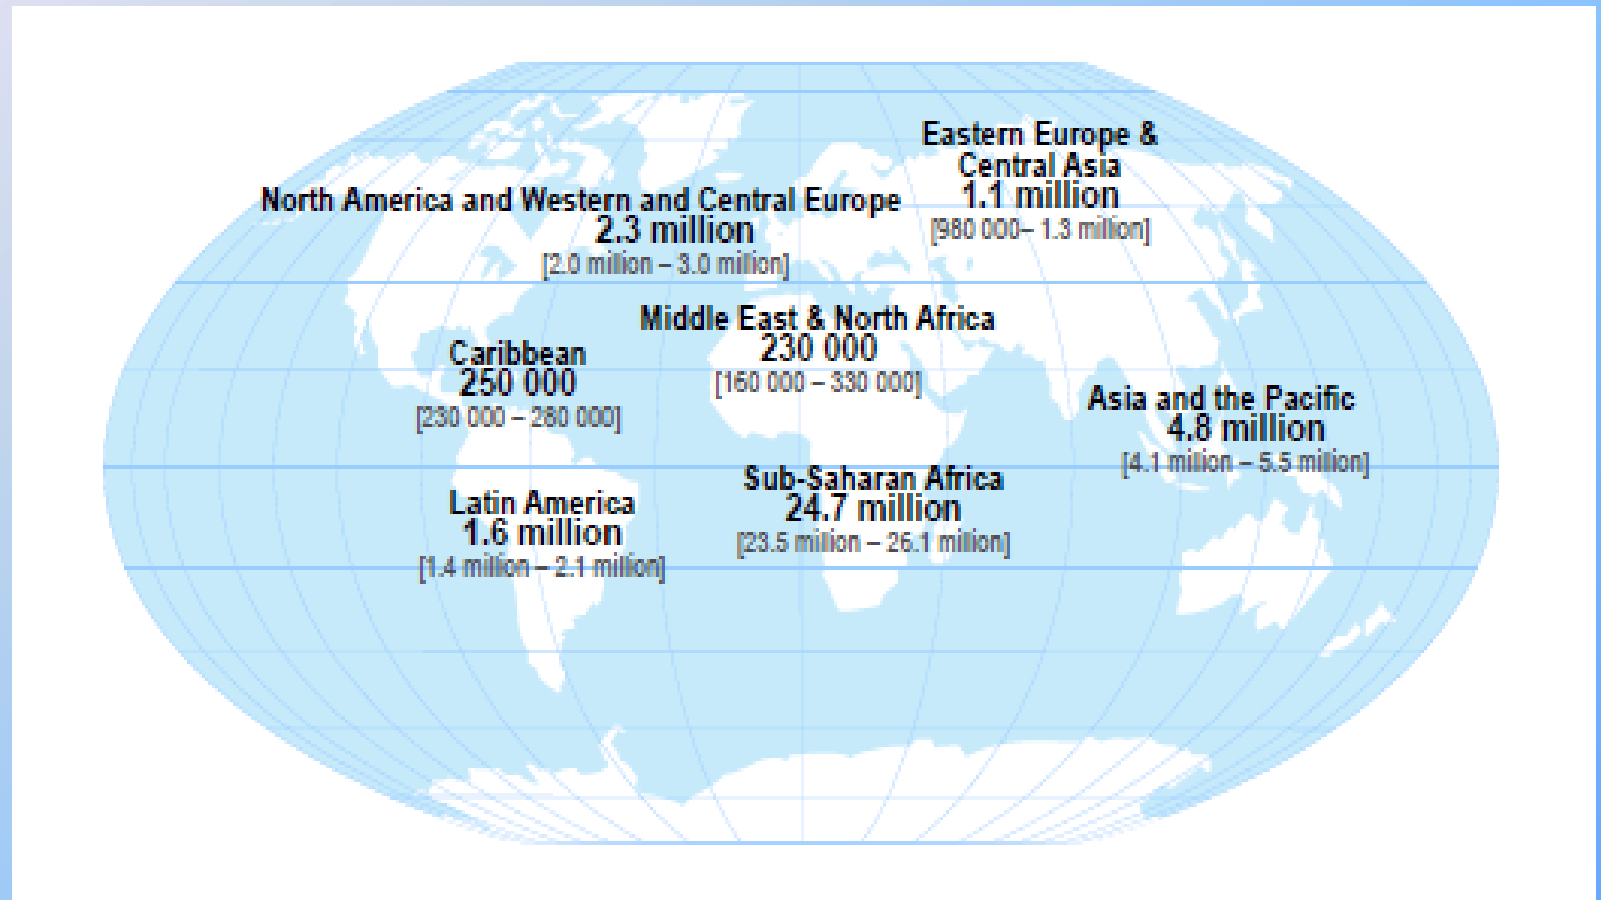 Eastern Europe &
Central Asia
1.1 million
[980 000– 1.3 million]
North America and Western and Central Europe
2.3 million
[2.0 million – 3.0 million]
Middle East & North Africa
230 000
[160 000 – 330 000]
Caribbean
250 000
[230 000 – 280 000]
Asia and the Pacific
4.8 million
[4.1 million – 5.5 million]
Sub-Saharan Africa
24.7 million
[23.5 million – 26.1 million]
Latin America
1.6 million
[1.4 million – 2.1 million]